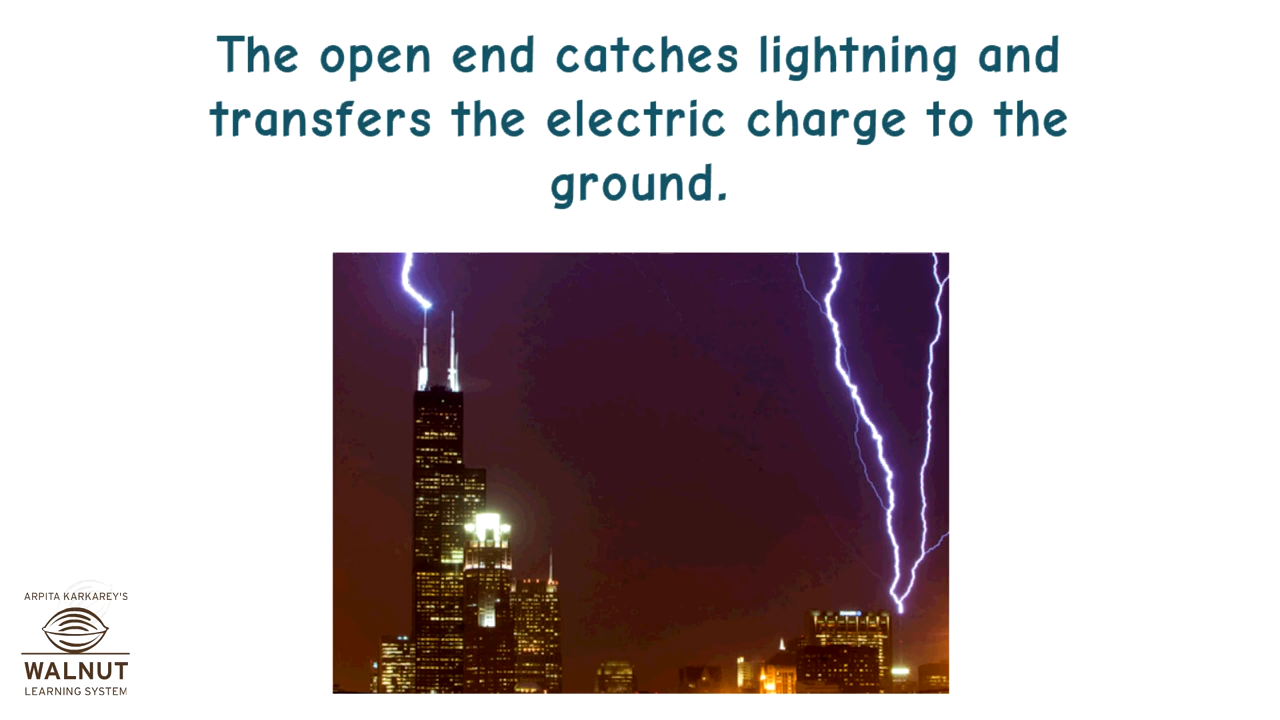 The open end catches lightning and
transfers the electric charge to the
ground.
ARPITA KARKAREY'S
WALNUT
LEARNING SYSTEM